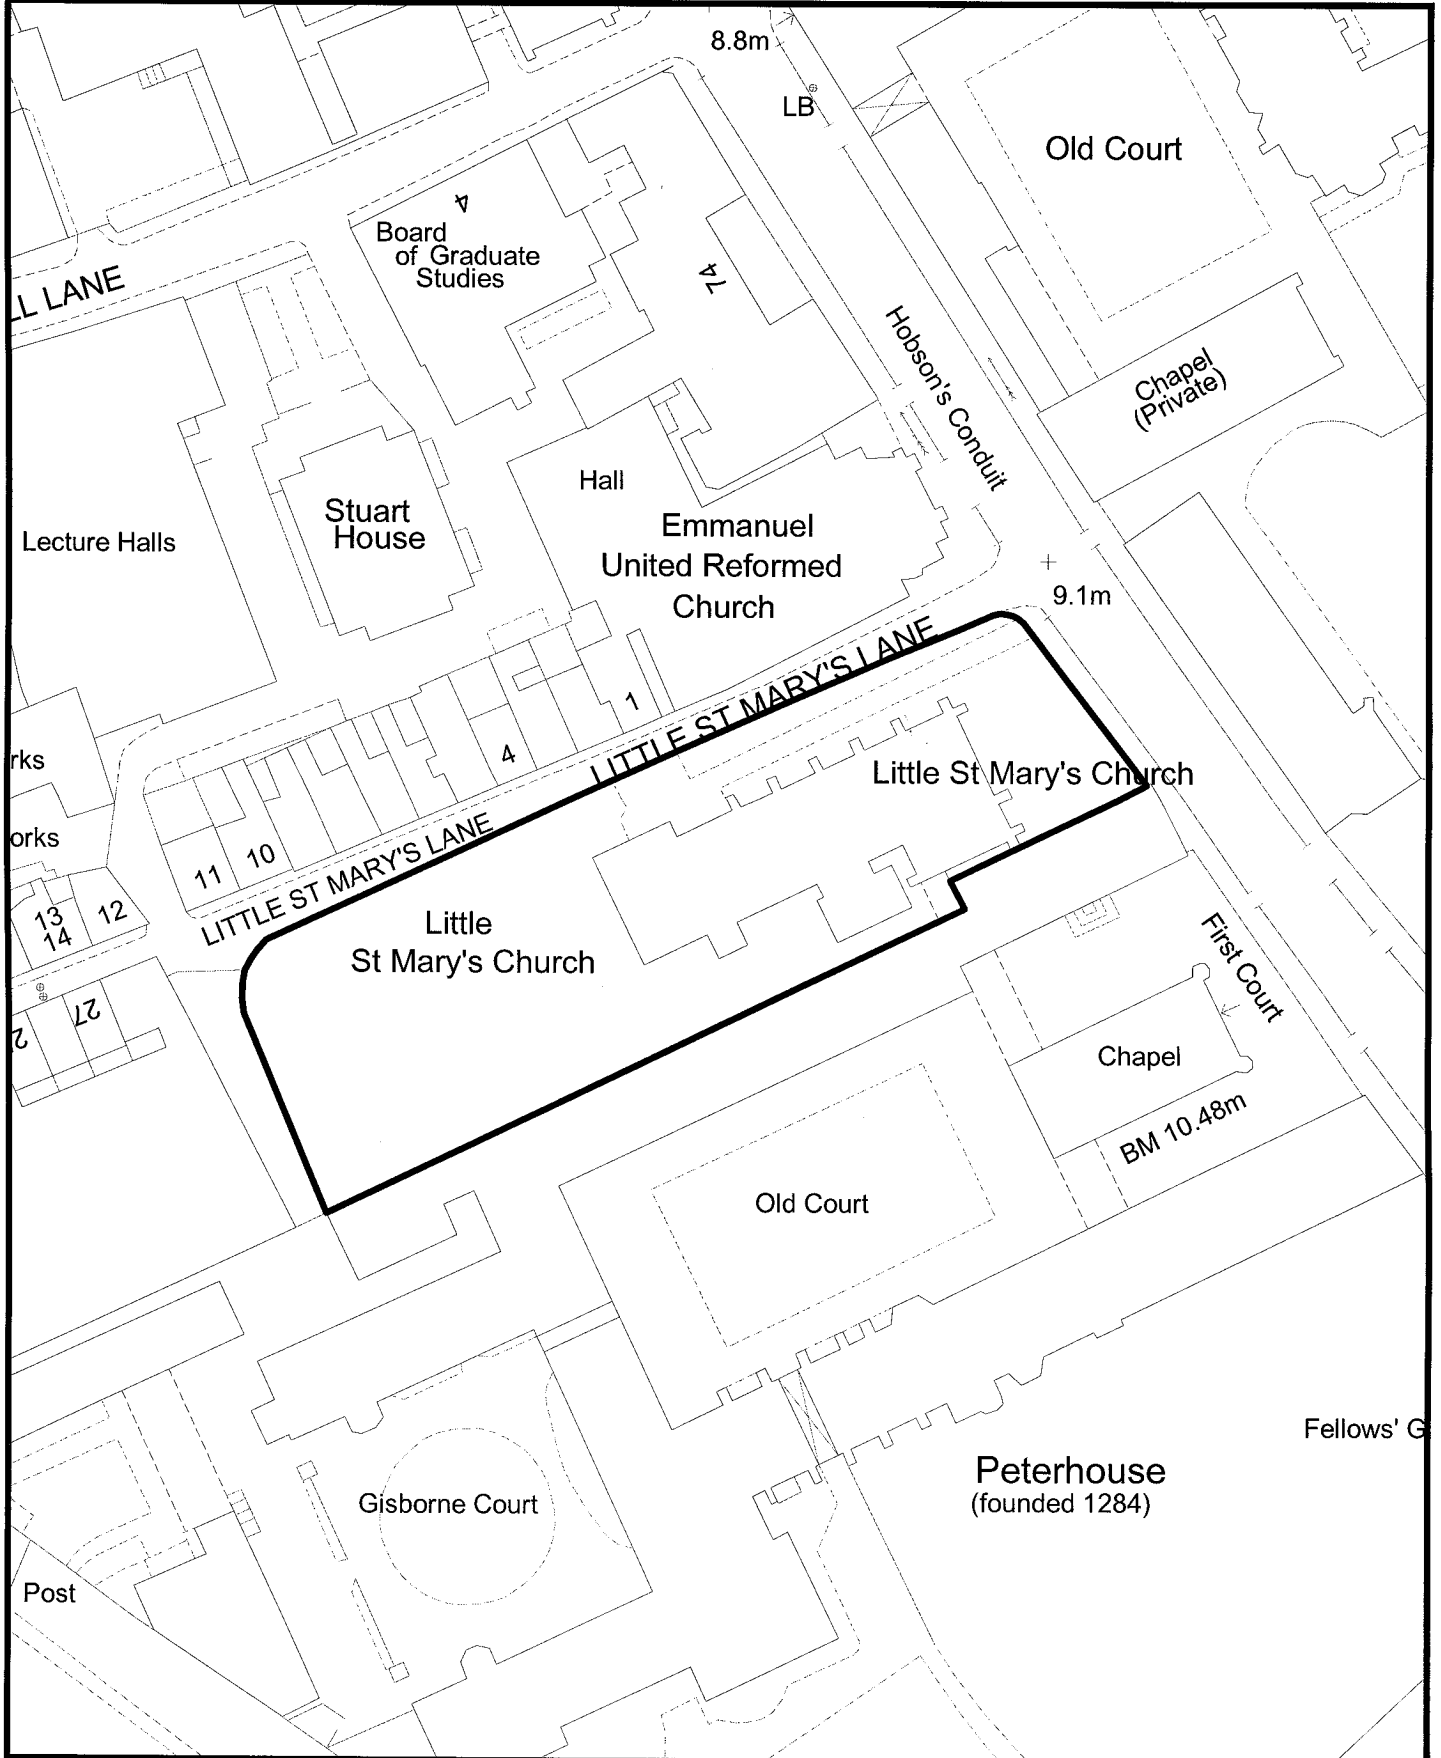 8.8m
LB
Old Court
4
Board
of Graduate
Studies
74
LL LANE
Hobson's Conduit
Chapel
(Private)
Hall
Stuart
House
Lecture Halls
Emmanuel
United Reformed
Church
9.1m
LITTLE ST MARY'S LANE
1
4
rks
Little St Mary's Church
orks
LITTLE ST MARY'S LANE
10
11
12
13
14
Little
St Mary's Church
First Court
27
2
Chapel
BM 10.48m
Old Court
Fellows' G
Peterhouse
(founded 1284)
Gisborne Court
Post